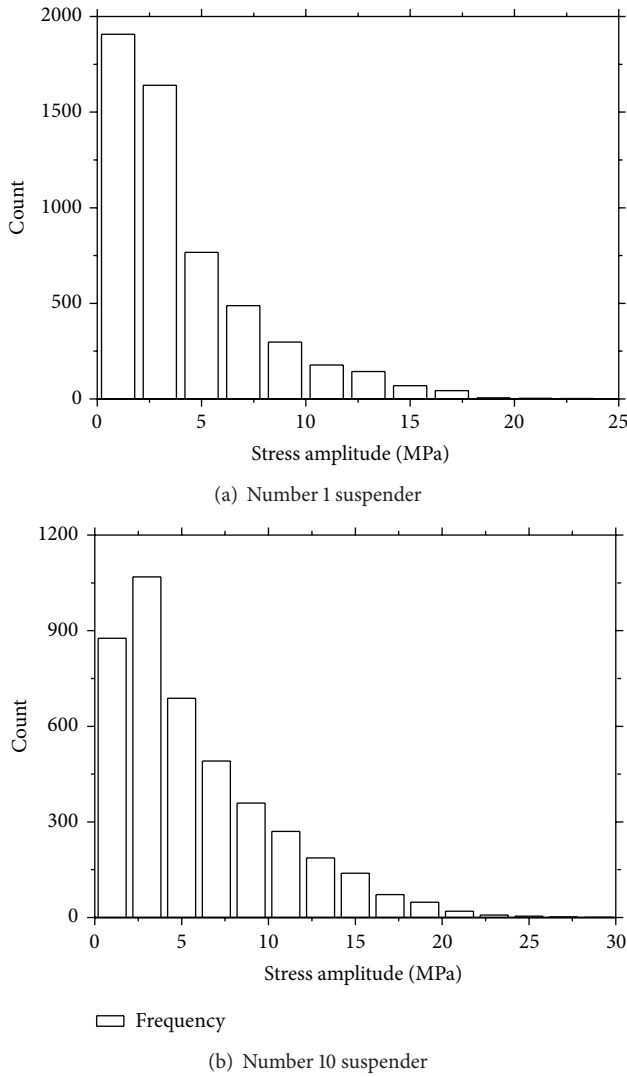 2000
1500
1000
500
0
Count
0 5 10 15 20 25
Stress amplitude (MPa)
(a) Number 1 suspender
1200
900
600
300
0
Count
0 5 10 15 20 25 30
Stress amplitude (MPa)
Frequency
(b) Number 10 suspender